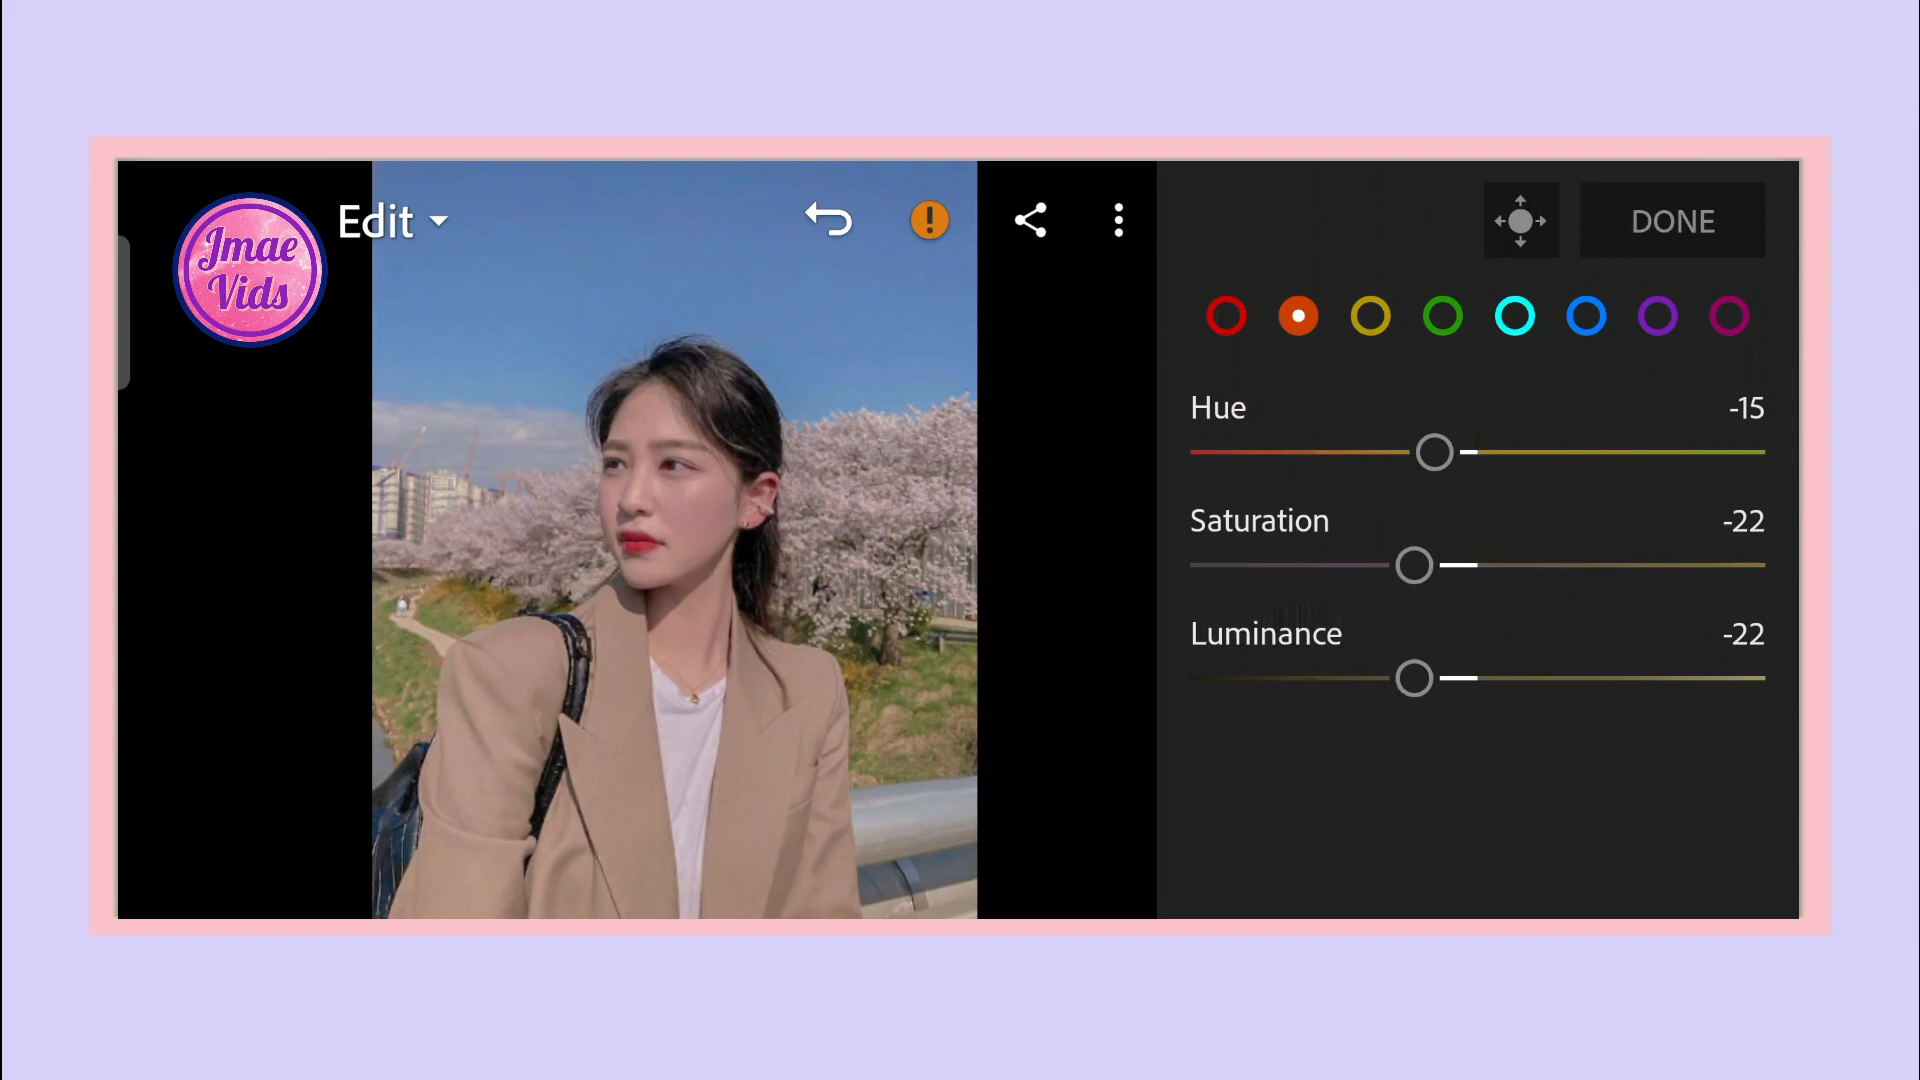 Jmae
Vids
Edit
DONE
Hue -15
Saturation -22
Luminance -22